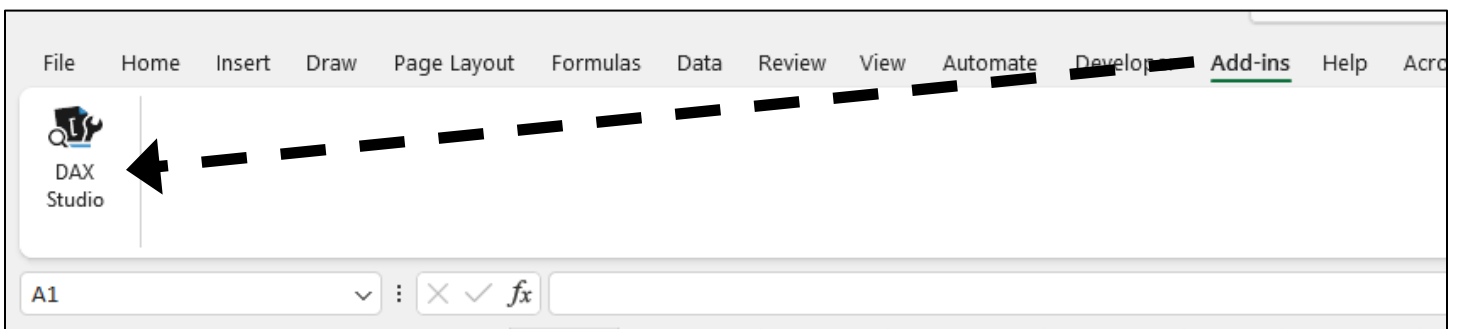 File Home Insert Draw Page Layout Formulas Data Review View Automate Developer Add-ins Help Acro
DAX
Studio
A1 fx